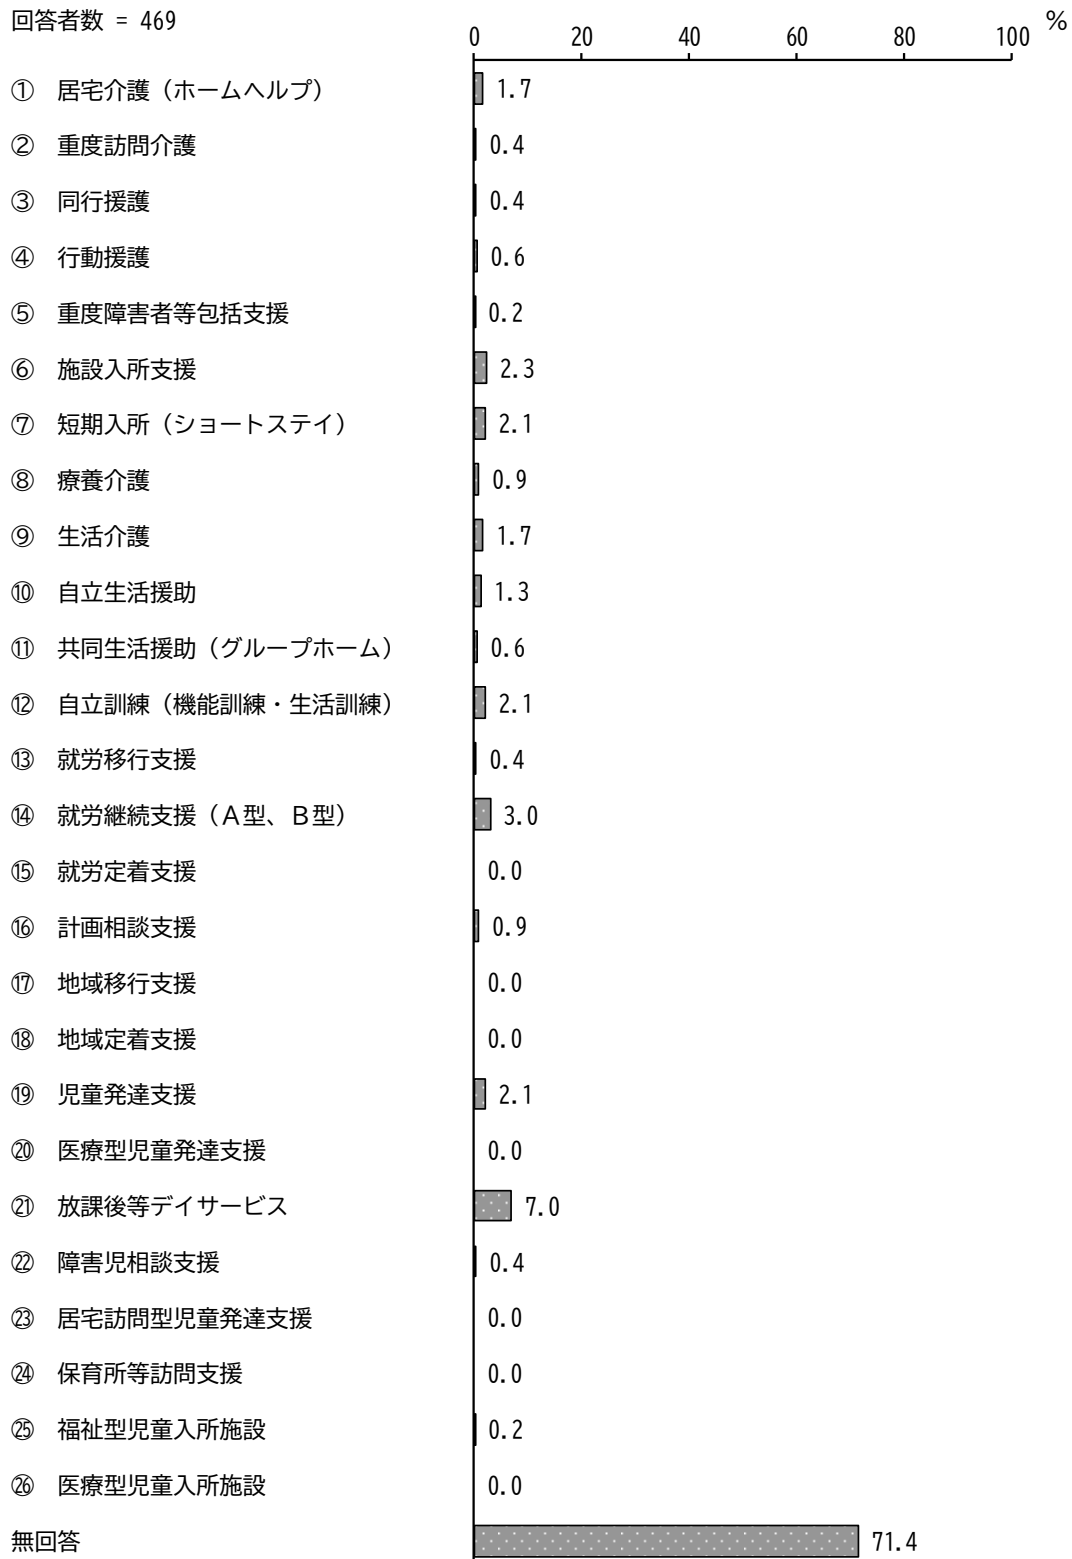 回答者数 = 469
0 20 40 60 80 100 %
① 居宅介護（ホームヘルプ） 1.7
② 重度訪問介護 0.4
③ 同行援護 0.4
④ 行動援護 0.6
⑤ 重度障害者等包括支援 0.2
⑥ 施設入所支援 2.3
⑦ 短期入所（ショートステイ） 2.1
⑧ 療養介護 0.9
⑨ 生活介護 1.7
⑩ 自立生活援助 1.3
⑪ 共同生活援助（グループホーム） 0.6
⑫ 自立訓練（機能訓練・生活訓練） 2.1
⑬ 就労移行支援 0.4
⑭ 就労継続支援（Ａ型、Ｂ型） 3.0
⑮ 就労定着支援 0.0
⑯ 計画相談支援 0.9
⑰ 地域移行支援 0.0
⑱ 地域定着支援 0.0
⑲ 児童発達支援 2.1
⑳ 医療型児童発達支援 0.0
㉑ 放課後等デイサービス 7.0
㉒ 障害児相談支援 0.4
㉓ 居宅訪問型児童発達支援 0.0
㉔ 保育所等訪問支援 0.0
㉕ 福祉型児童入所施設 0.2
㉖ 医療型児童入所施設 0.0
無回答 71.4